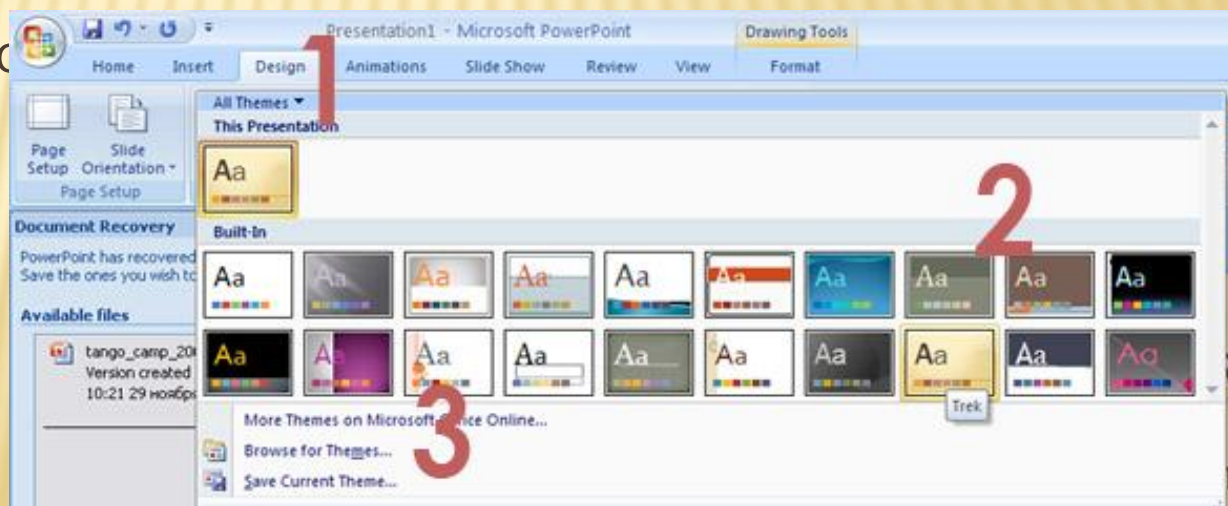 Presentation1 - Microsoft PowerPoint
Drawing Tools
Home Insert Design Animations Slide Show Review View Format
1
All Themes
This Presentation
Page Setup
Slide Orientation
Aa
Page Setup
2
Document Recovery
Built-In
PowerPoint has recovered
Save the ones you wish to
Aa Aa Aa Aa Aa Aa Aa Aa Aa Aa
Available files
tango_camp_20
Version created
10:21 29 ноябр
Aa Aa Aa Aa Aa Aa Aa Aa Aa Aa
Trek
3
More Themes on Microsoft Online...
Browse for Themes...
Save Current Theme...